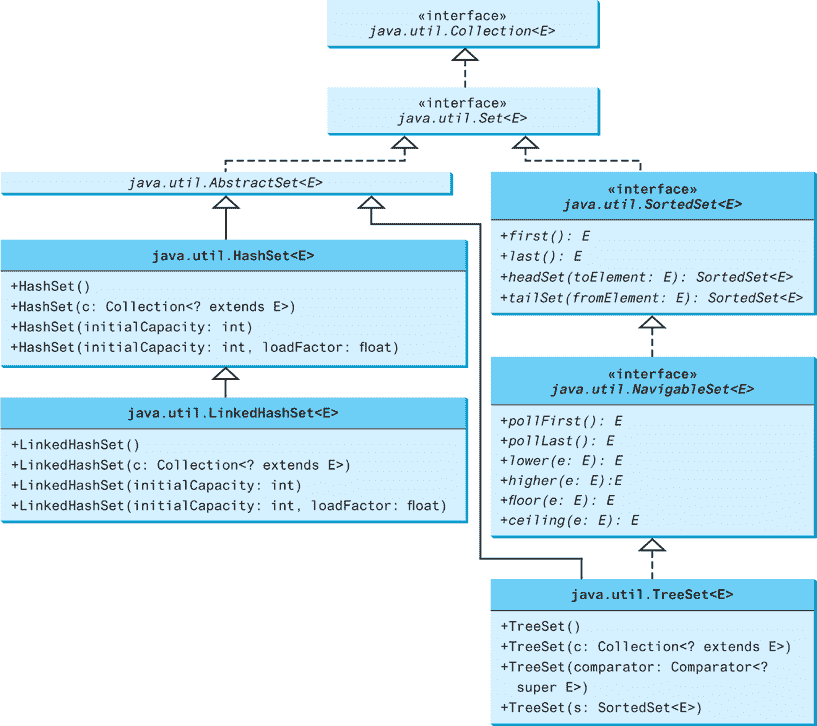 «interface»
java.util.Collection<E>
«interface»
java.util.Set<E>
java.util.AbstractSet<E>
«interface»
java.util.SortedSet<E>
+first(): E
+last(): E
+headSet(toElement: E): SortedSet<E>
+tailSet(fromElement: E): SortedSet<E>
java.util.HashSet<E>
+HashSet()
+HashSet(c: Collection<? extends E>)
+HashSet(initialCapacity: int)
+HashSet(initialCapacity: int, loadFactor: float)
«interface»
java.util.NavigableSet<E>
+pollFirst(): E
+pollLast(): E
+lower(e: E): E
+higher(e: E):E
+floor(e: E): E
+ceiling(e: E): E
java.util.LinkedHashSet<E>
+LinkedHashSet()
+LinkedHashSet(c: Collection<? extends E>)
+LinkedHashSet(initialCapacity: int)
+LinkedHashSet(initialCapacity: int, loadFactor: float)
java.util.TreeSet<E>
+TreeSet()
+TreeSet(c: Collection<? extends E>)
+TreeSet(comparator: Comparator<?
super E>)
+TreeSet(s: SortedSet<E>)